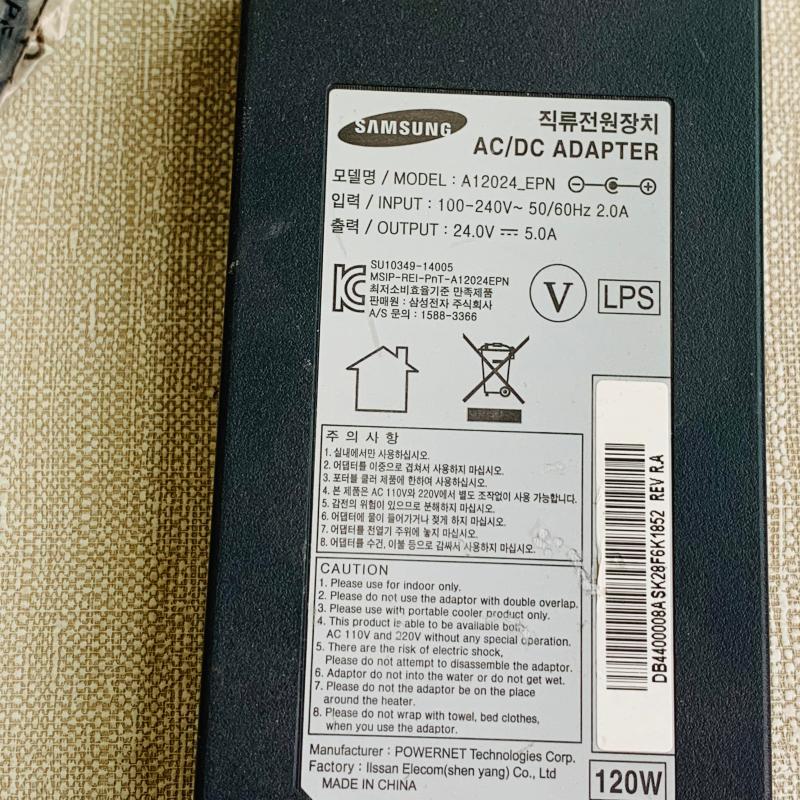 SAMSUNG
직류전원장치
AC/DC ADAPTER
모델명 / MODEL : A12024_EPN
입력 / INPUT : 100-240V~ 50/60Hz 2.0A
출력 / OUTPUT : 24.0V ⎓ 5.0A
SU10349-14005
MSIP-REI-PnT-A12024EPN
최저소비효율기준 만족제품
판매원 : 삼성전자 주식회사
A/S 문의 : 1588-3366
V
LPS
주 의 사 항
1. 실내에서만 사용하십시오.
2. 어댑터를 이중으로 겹쳐서 사용하지 마십시오.
3. 포터블 쿨러 제품에 한하여 사용하십시오.
4. 본 제품은 AC 110V와 220V에서 별도 조작없이 사용 가능합니다.
5. 감전의 위험이 있으므로 분해하지 마십시오.
6. 어댑터에 물이 들어가거나 젖게 하지 마십시오.
7. 어댑터를 전열기 주위에 놓지 마십시오.
8. 어댑터를 수건, 이불 등으로 감싸서 사용하지 마십시오.
CAUTION
1. Please use for indoor only.
2. Please do not use the adaptor with double overlap.
3. Please use with portable cooler product only.
4. This product is able to be available both
AC 110V and 220V without any special operation.
5. There are the risk of electric shock,
Please do not attempt to disassemble the adaptor.
6. Adaptor do not into the water or do not get wet.
7. Please do not the adaptor be on the place
around the heater.
8. Please do not wrap with towel, bed clothes,
when you use the adaptor.
Manufacturer : POWERNET Technologies Corp.
Factory : Ilssan Elecom(shen yang) Co., Ltd
MADE IN CHINA
120W
DB4400009A SK28F6K1652 REV R.A